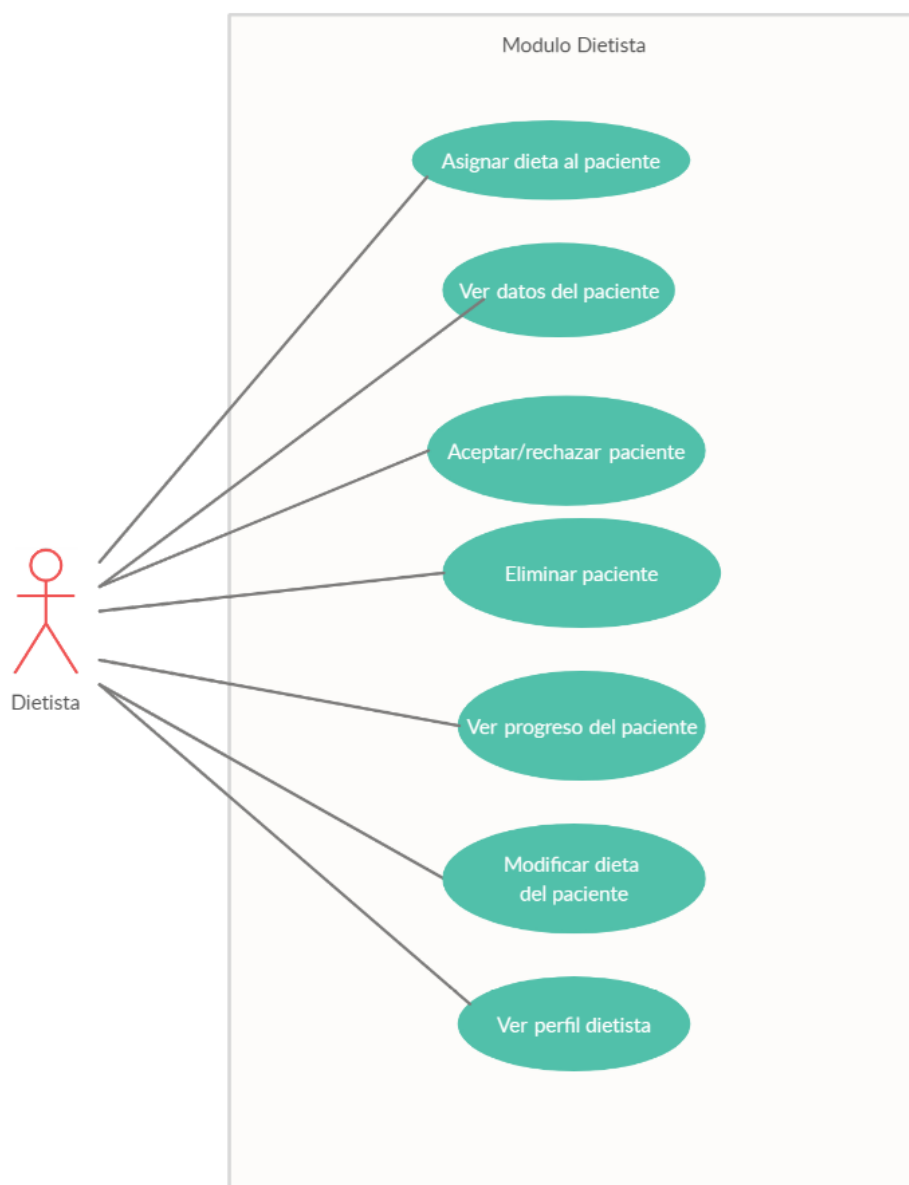 Modulo Dietista
Asignar dieta al paciente
Ver datos del paciente
Aceptar/rechazar paciente
Eliminar paciente
Dietista
Ver progreso del paciente
Modificar dieta
del paciente
Ver perfil dietista